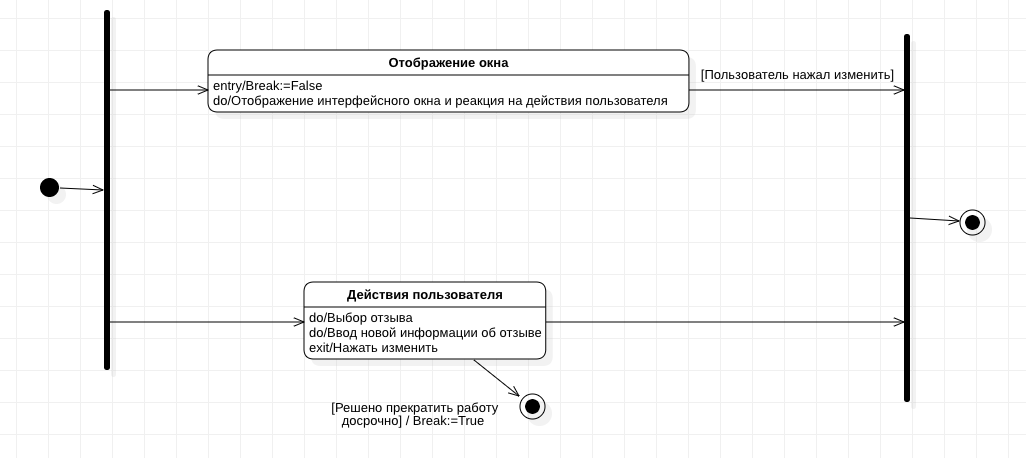 Отображение окна
entry/Break:=False
do/Отображение интерфейсного окна и реакция на действия пользователя
[Пользователь нажал изменить]
Действия пользователя
do/Выбор отзыва
do/Ввод новой информации об отзыве
exit/Нажать изменить
[Решено прекратить работу
досрочно] / Break:=True